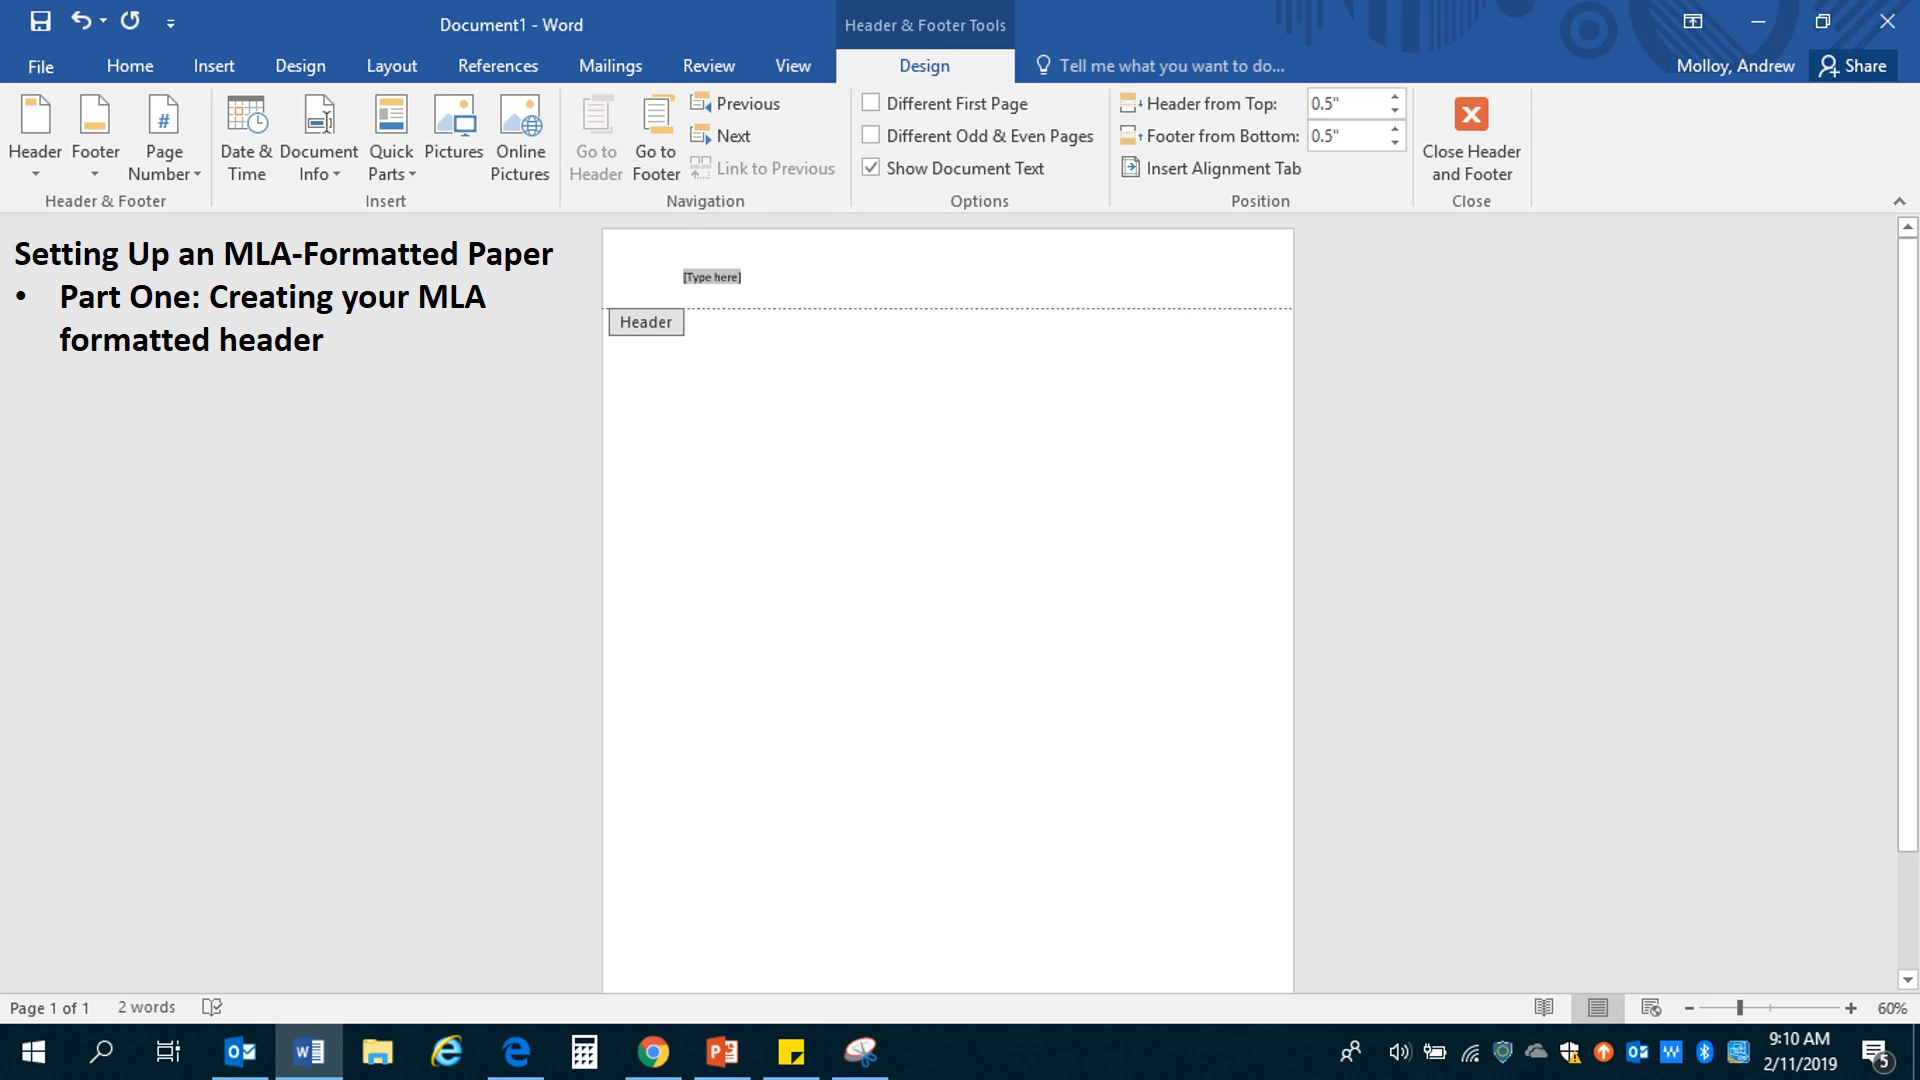 Document1 - Word
Header & Footer Tools
File Home Insert Design Layout References Mailings Review View Design Tell me what you want to do... Molloy, Andrew Share
Header Footer Page Number
Header & Footer
Date & Time Document Info Quick Parts Pictures Online Pictures
Insert
Go to Header Go to Footer Previous
Next
Link to Previous
Navigation
Different First Page
Different Odd & Even Pages
Show Document Text
Options
Header from Top: 0.5"
Footer from Bottom: 0.5"
Insert Alignment Tab
Position
Close Header and Footer
Close
Setting Up an MLA-Formatted Paper
• Part One: Creating your MLA
formatted header
[Type here]
Header
Page 1 of 1 2 words 60%
9:10 AM
2/11/2019
5